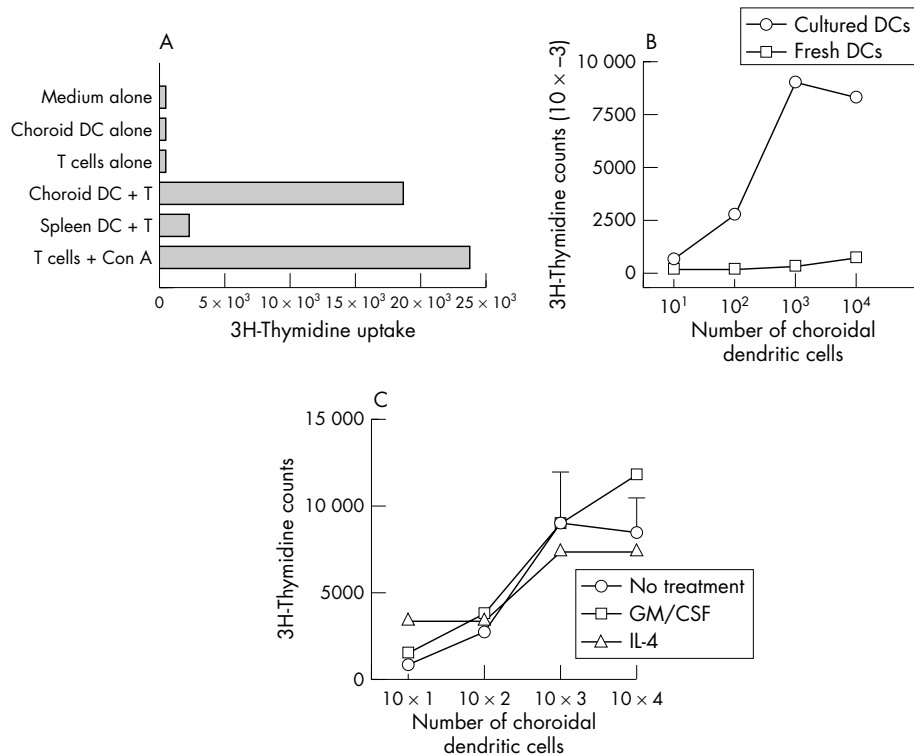 A
Medium alone
Choroid DC alone
T cells alone
Choroid DC + T
Spleen DC + T
T cells + Con A
0 5 × 10³ 10 × 10³ 15 × 10³ 20 × 10³ 25 × 10³
3H-Thymidine uptake
B
Cultured DCs
Fresh DCs
3H-Thymidine counts (10 × –3)
10 000
7500
5000
2500
0
10¹ 10² 10³ 10⁴
Number of choroidal
dendritic cells
C
3H-Thymidine counts
15 000
10 000
5000
0
No treatment
GM/CSF
IL-4
10 × 1 10 × 2 10 × 3 10 × 4
Number of choroidal
dendritic cells